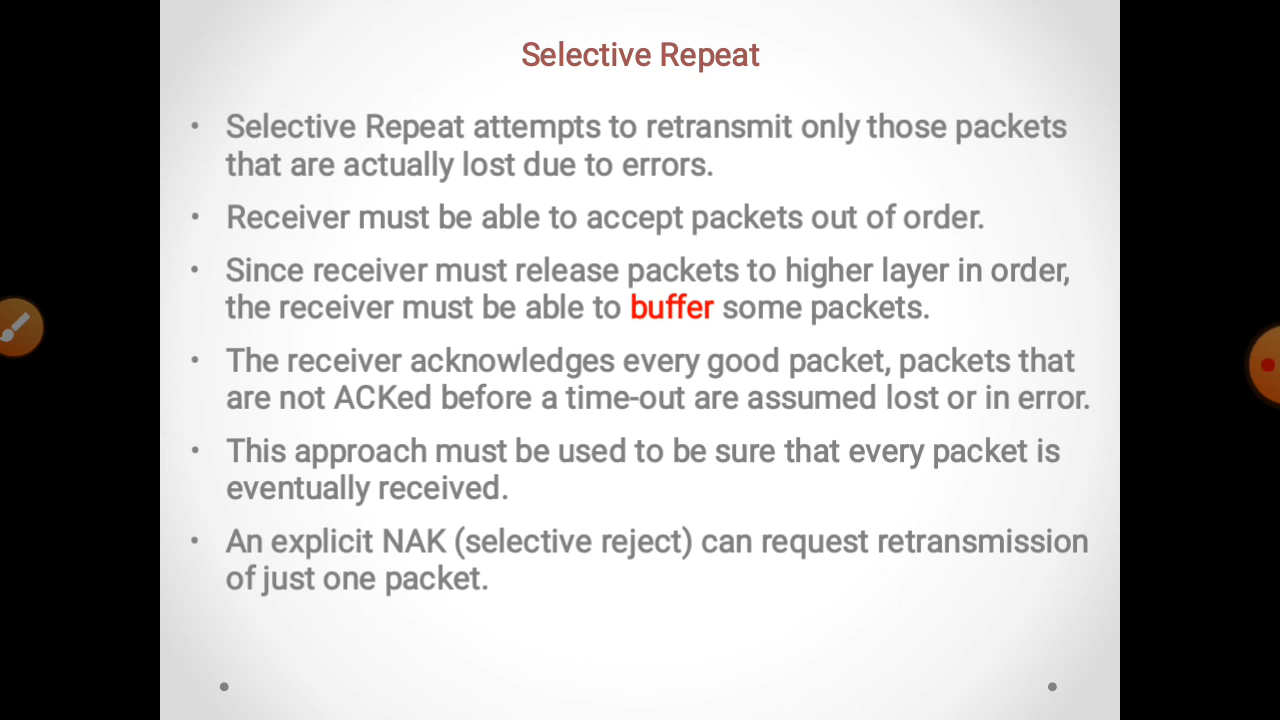 Selective Repeat
• Selective Repeat attempts to retransmit only those packets
that are actually lost due to errors.
• Receiver must be able to accept packets out of order.
• Since receiver must release packets to higher layer in order,
the receiver must be able to buffer some packets.
• The receiver acknowledges every good packet, packets that
are not ACKed before a time-out are assumed lost or in error.
• This approach must be used to be sure that every packet is
eventually received.
• An explicit NAK (selective reject) can request retransmission
of just one packet.